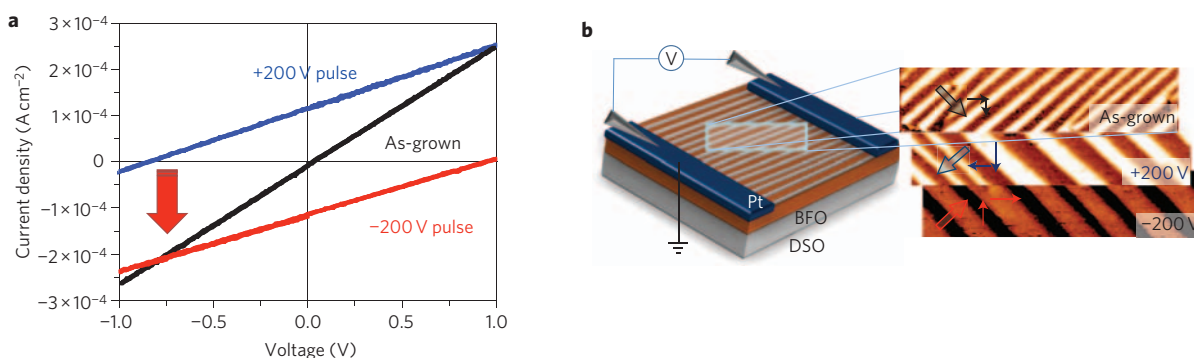 a
3 × 10⁻⁴
2 × 10⁻⁴
1 × 10⁻⁴
0
−1 × 10⁻⁴
−2 × 10⁻⁴
−3 × 10⁻⁴
Current density (A cm⁻²)
+200 V pulse
As-grown
−200 V pulse
−1.0
−0.5
0.0
0.5
1.0
Voltage (V)
b
V
Pt
BFO
DSO
As-grown
+200 V
−200 V